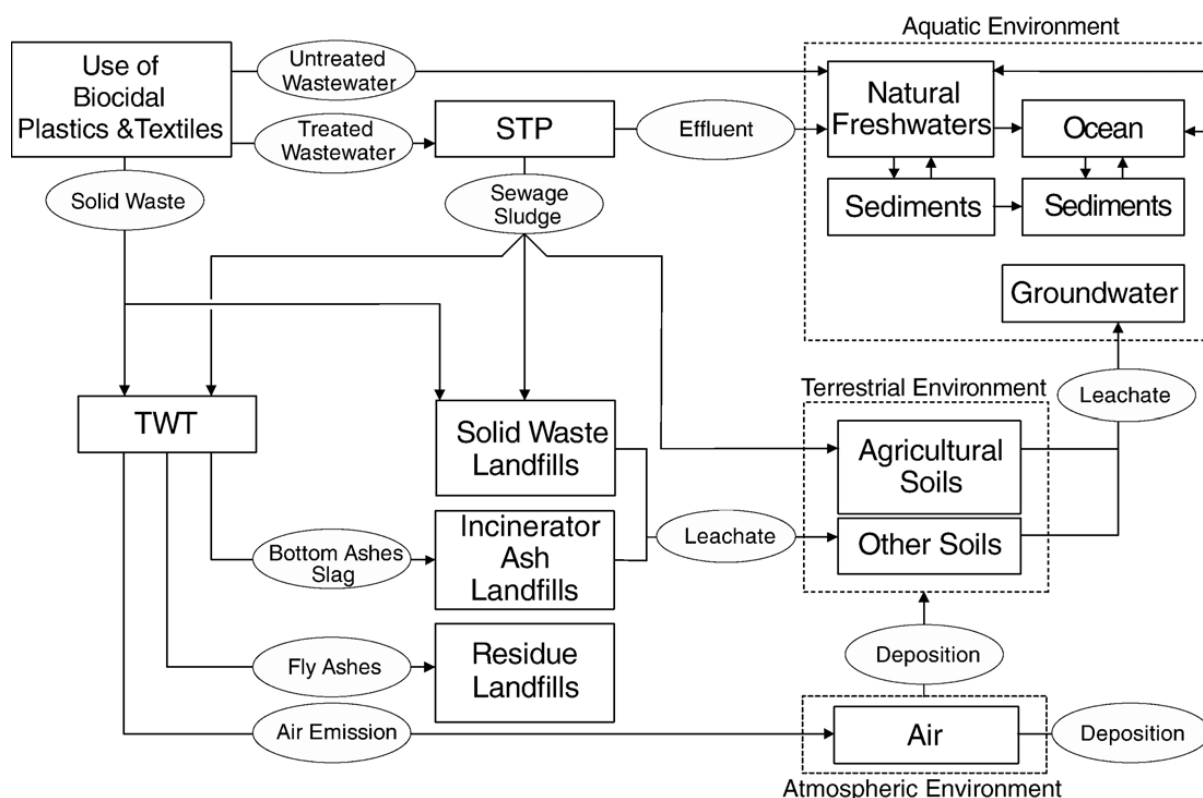 Aquatic Environment
Use of
Biocidal
Plastics &Textiles
Untreated
Wastewater
Treated
Wastewater
STP
Effluent
Natural
Freshwaters
Ocean
Sediments
Sediments
Solid Waste
Sewage
Sludge
Groundwater
TWT
Solid Waste
Landfills
Terrestrial Environment
Leachate
Agricultural
Soils
Other Soils
Bottom Ashes
Slag
Incinerator
Ash
Landfills
Leachate
Fly Ashes
Residue
Landfills
Deposition
Air Emission
Air
Deposition
Atmospheric Environment